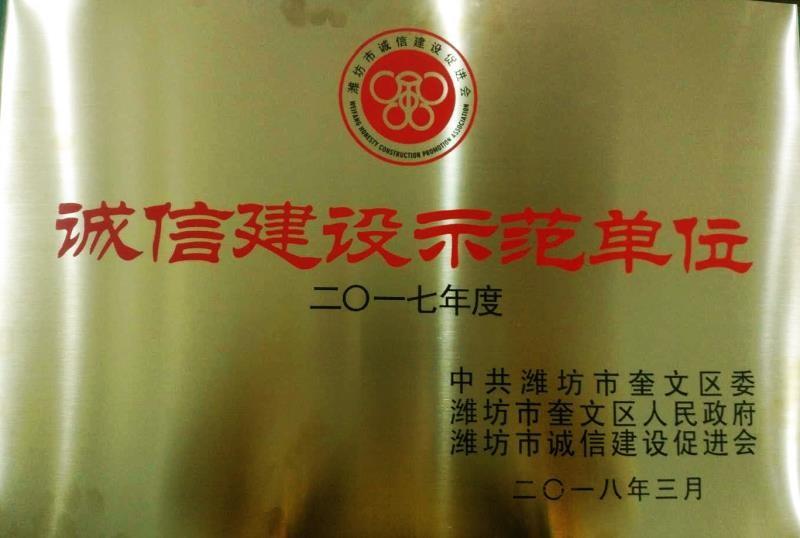 潍坊市诚信建设促进会
WEIFANG HONESTY CONSTRUCTION PROMOTION ASSOCIATION
诚信建设示范单位
二〇一七年度
中共潍坊市奎文区委
潍坊市奎文区人民政府
潍坊市诚信建设促进会
二〇一八年三月